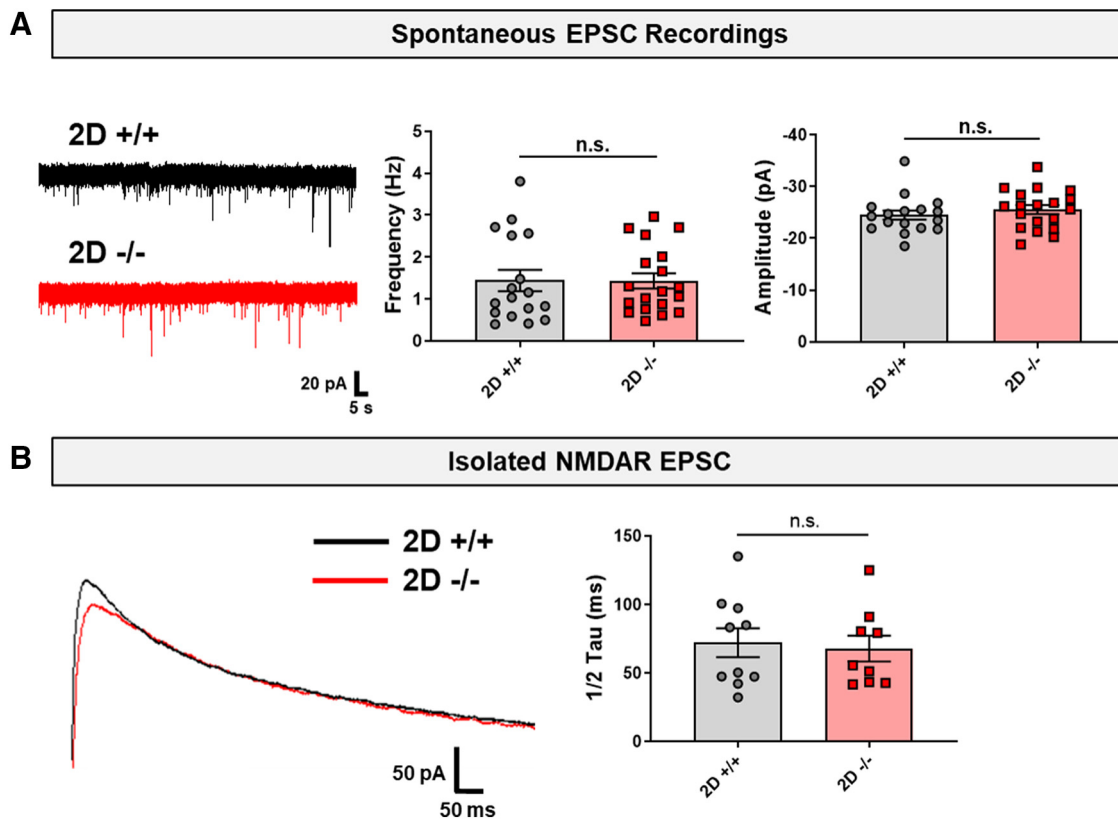 A
Spontaneous EPSC Recordings
2D +/+
2D -/-
20 pA
5 s
Frequency (Hz)
5
4
3
2
1
0
n.s.
2D +/+
2D -/-
Amplitude (pA)
-40
-30
-20
-10
0
n.s.
2D +/+
2D -/-
B
Isolated NMDAR EPSC
2D +/+
2D -/-
50 pA
50 ms
1/2 Tau (ms)
150
100
50
0
n.s.
2D +/+
2D -/-